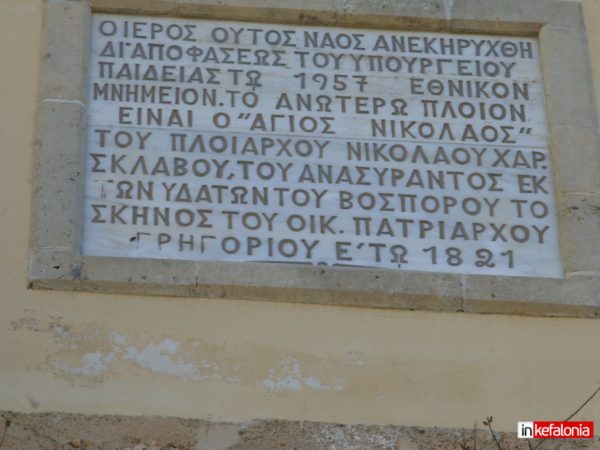 Ο ΙΕΡΟΣ ΟΥΤΟΣ ΝΑΟΣ ΑΝΕΚΗΡΥΧΘΗ
ΔΙ'ΑΠΟΦΑΣΕΩΣ ΤΟΥ ΥΠΟΥΡΓΕΙΟΥ
ΠΑΙΔΕΙΑΣ ΤΩ 1957 ΕΘΝΙΚΟΝ
ΜΝΗΜΕΙΟΝ. ΤΟ ΑΝΩΤΕΡΩ ΠΛΟΙΟΝ
ΕΙΝΑΙ Ο "ΑΓΙΟΣ ΝΙΚΟΛΑΟΣ"
ΤΟΥ ΠΛΟΙΑΡΧΟΥ ΝΙΚΟΛΑΟΥ ΧΑΡ.
ΣΚΛΑΒΟΥ, ΤΟΥ ΑΝΑΣΥΡΑΝΤΟΣ ΕΚ
ΤΩΝ ΥΔΑΤΩΝ ΤΟΥ ΒΟΣΠΟΡΟΥ ΤΟ
ΣΚΗΝΟΣ ΤΟΥ ΟΙΚ. ΠΑΤΡΙΑΡΧΟΥ
ΓΡΗΓΟΡΙΟΥ Ε΄ ΤΩ 1821
inkefalonia